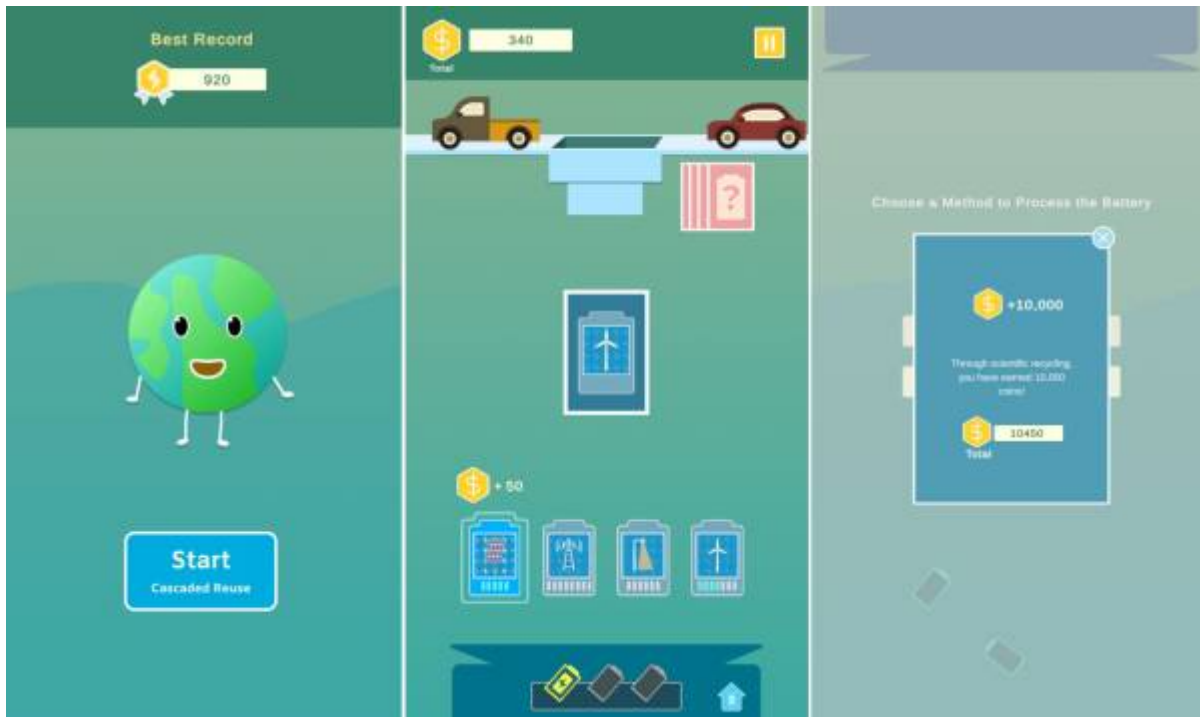 Best Record
920
Start
Cascaded Reuse
340
Total
?
+ 50
Choose a Method to Process the Battery
+10,000
Through scientific recycling,
you have earned 10,000
coins!
10450
Total